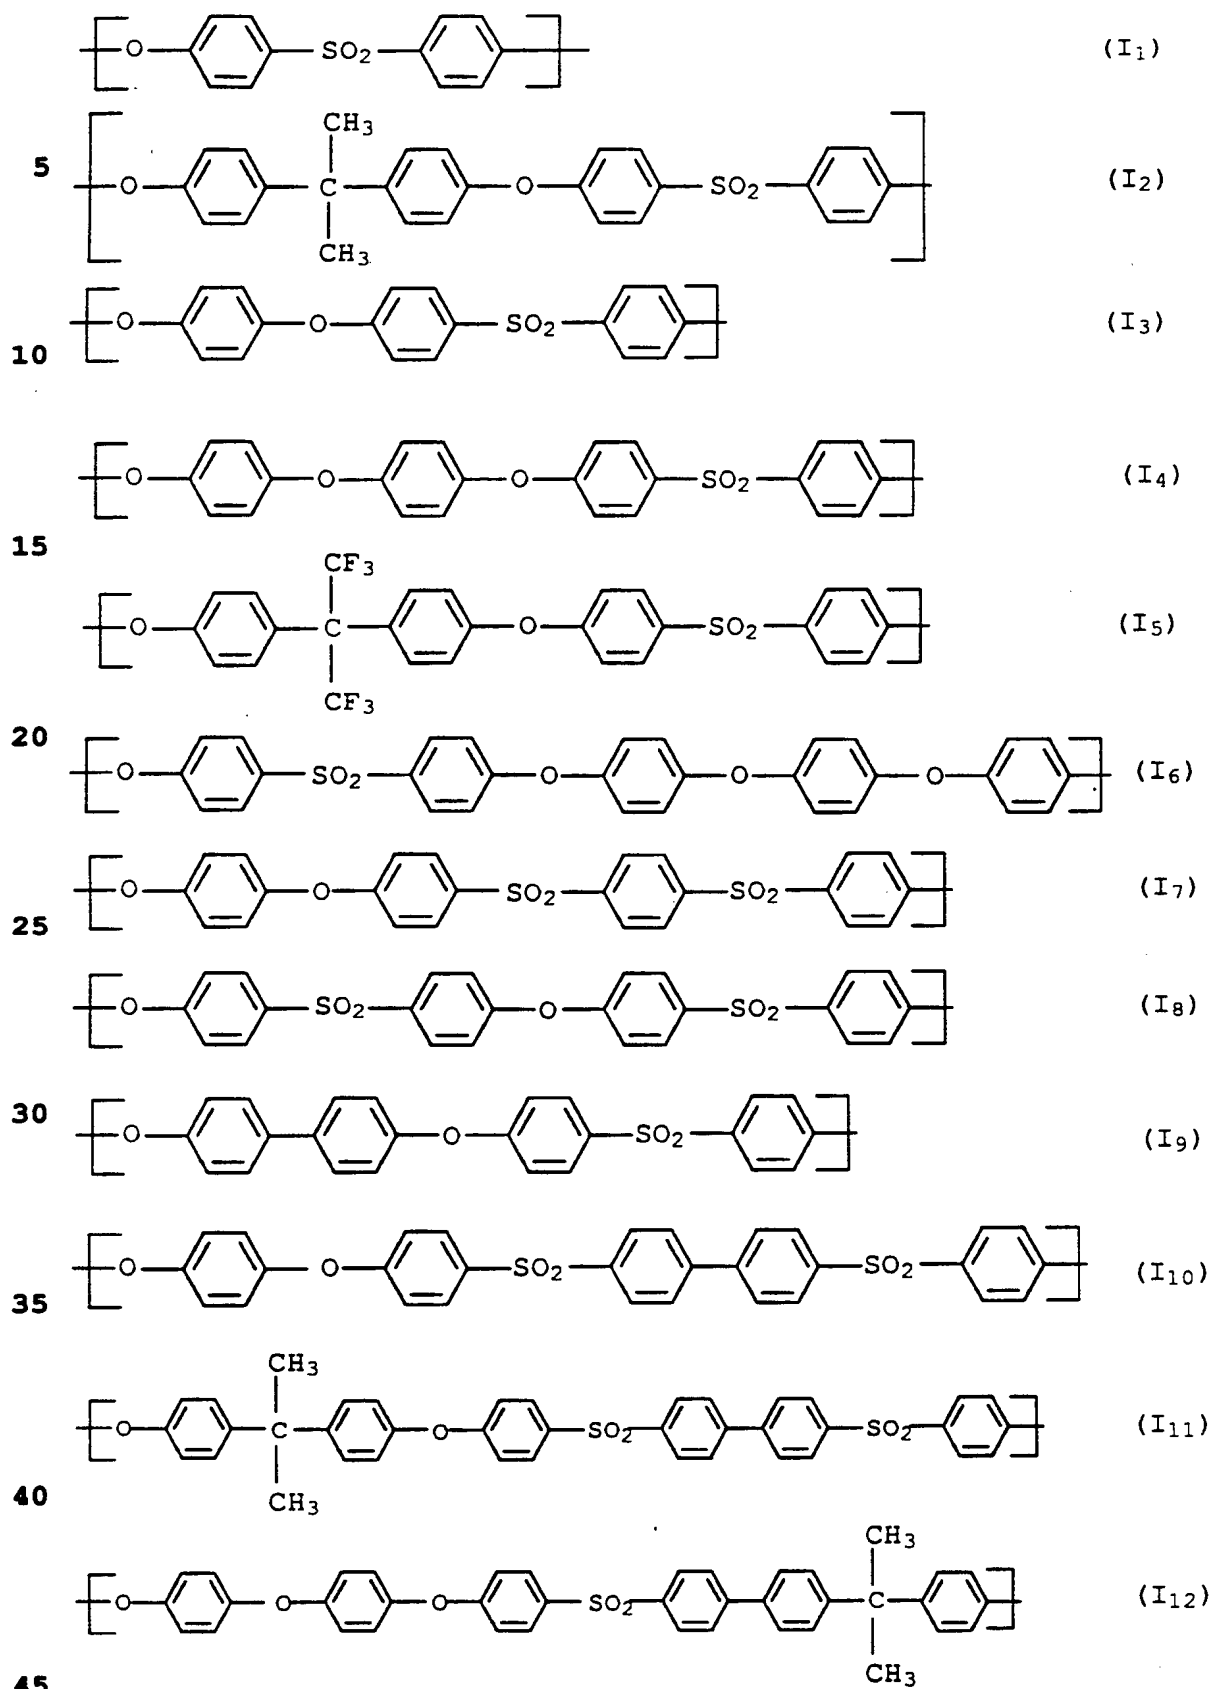 O SO2 (I1)
CH3
5 O C O SO2 (I2)
CH3
O O SO2 (I3)
10
O O O SO2 (I4)
15
CF3
O C O SO2 (I5)
CF3
20
O SO2 O O O (I6)
O O SO2 SO2 (I7)
25
O SO2 O SO2 (I8)
30
O O SO2 (I9)
O O SO2 SO2 (I10)
35
CH3
O C O SO2 SO2 (I11)
40
CH3
CH3
O O O SO2 C (I12)
CH3
45